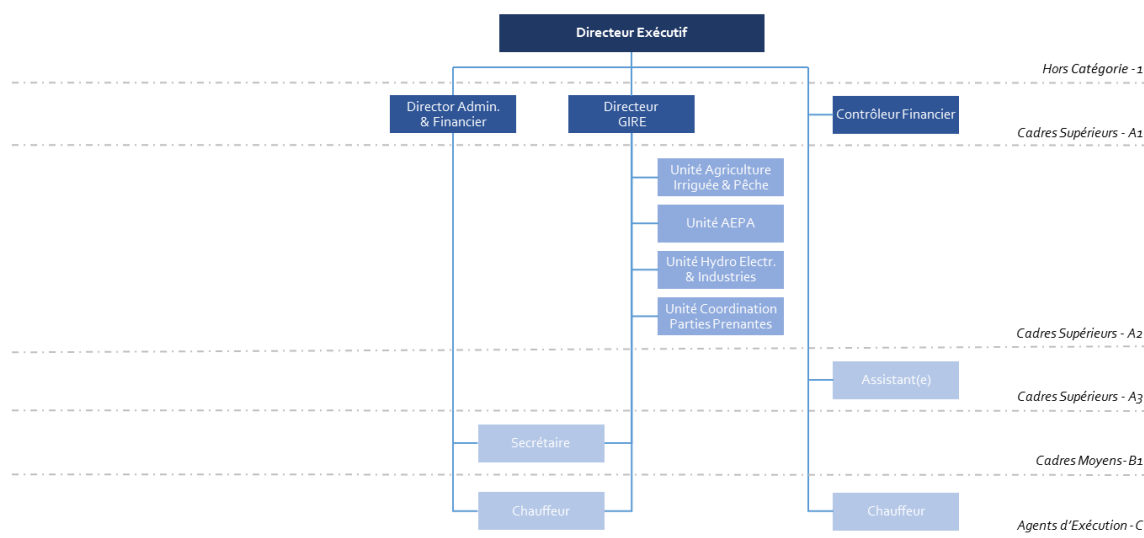 Directeur Exécutif
Hors Catégorie - 1
Director Admin.
& Financier
Directeur
GIRE
Contrôleur Financier
Cadres Supérieurs - A1
Unité Agriculture
Irriguée & Pêche
Unité AEPA
Unité Hydro Electr.
& Industries
Unité Coordination
Parties Prenantes
Cadres Supérieurs - A2
Assistant(e)
Cadres Supérieurs - A3
Secrétaire
Cadres Moyens- B1
Chauffeur
Chauffeur
Agents d'Exécution - C